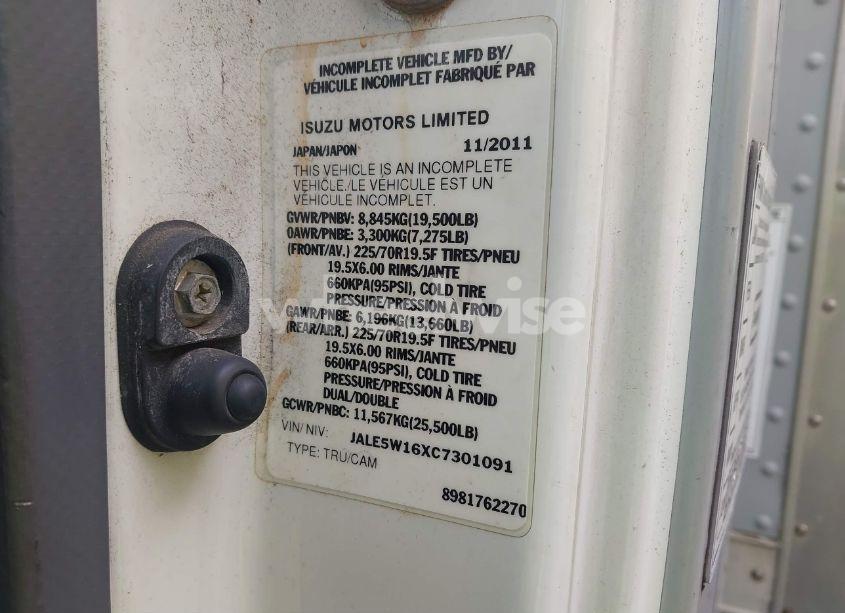 INCOMPLETE VEHICLE MFD BY/
VÉHICULE INCOMPLET FABRIQUÉ PAR
ISUZU MOTORS LIMITED
JAPAN/JAPON 11/2011
THIS VEHICLE IS AN INCOMPLETE
VEHICLE./LE VÉHICULE EST UN
VÉHICULE INCOMPLET.
GVWR/PNBV: 8,845KG(19,500LB)
GAWR/PNBE: 3,300KG(7,275LB)
(FRONT/AV.) 225/70R19.5F TIRES/PNEU
19.5X6.00 RIMS/JANTE
660KPA(95PSI), COLD TIRE
PRESSURE/PRESSION À FROID
GAWR/PNBE: 6,196KG(13,660LB)
(REAR/ARR.) 225/70R19.5F TIRES/PNEU
19.5X6.00 RIMS/JANTE
660KPA(95PSI), COLD TIRE
PRESSURE/PRESSION À FROID
DUAL/DOUBLE
GCWR/PNBC: 11,567KG(25,500LB)
VIN/NIV: JALE5W16XC7301091
TYPE: TRU/CAM
8981762270